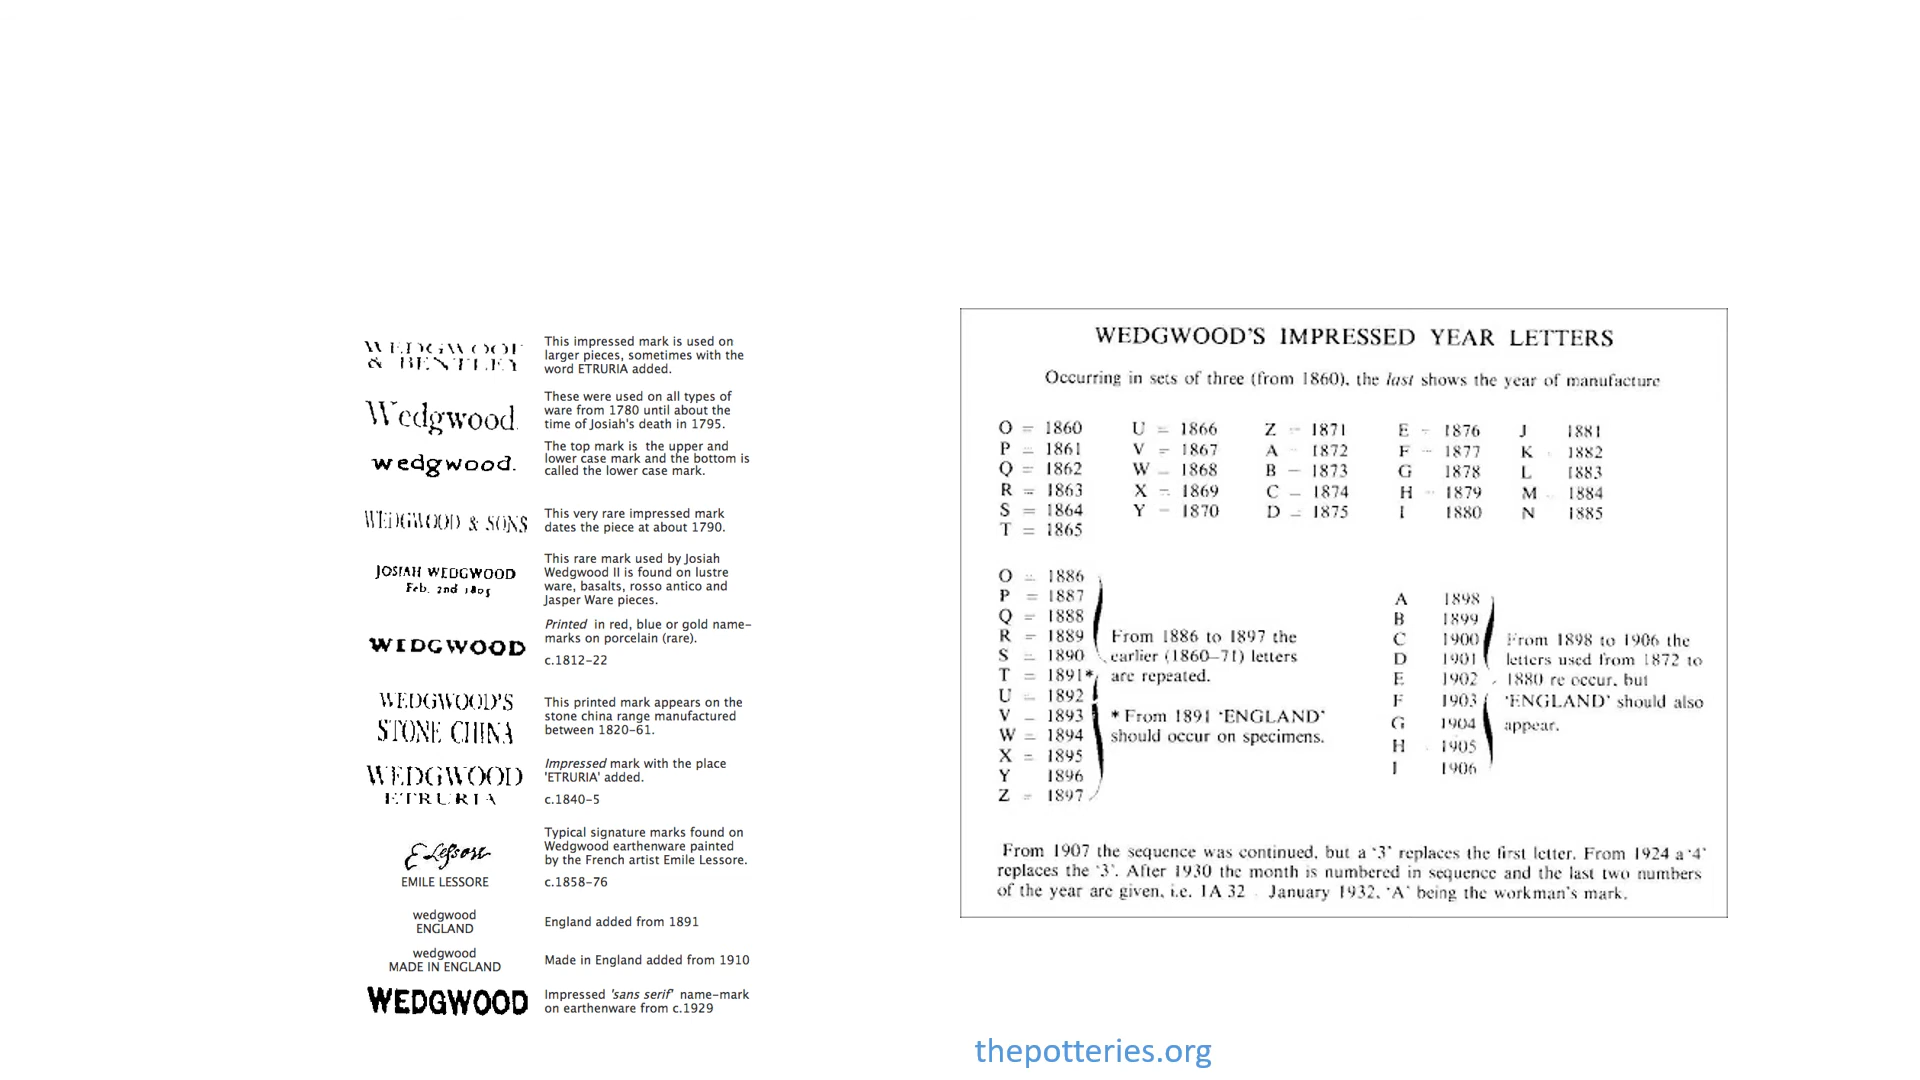 WEDGWOOD
& BENTLEY
This impressed mark is used on
larger pieces, sometimes with the
word ETRURIA added.
Wedgwood.
wedgwood.
These were used on all types of
ware from 1780 until about the
time of Josiah's death in 1795.
The top mark is the upper and
lower case mark and the bottom is
called the lower case mark.
WEDGWOOD & SONS
This very rare impressed mark
dates the piece at about 1790.
JOSIAH WEDGWOOD
Feb. 2nd 1805
This rare mark used by Josiah
Wedgwood II is found on lustre
ware, basalts, rosso antico and
Jasper Ware pieces.
WEDGWOOD
Printed in red, blue or gold name-
marks on porcelain (rare).
c.1812-22
WEDGWOOD'S
STONE CHINA
This printed mark appears on the
stone china range manufactured
between 1820-61.
WEDGWOOD
ETRURIA
Impressed mark with the place
'ETRURIA' added.
c.1840-5
E Lessore
EMILE LESSORE
Typical signature marks found on
Wedgwood earthenware painted
by the French artist Emile Lessore.
c.1858-76
wedgwood
ENGLAND
England added from 1891
wedgwood
MADE IN ENGLAND
Made in England added from 1910
WEDGWOOD
Impressed 'sans serif' name-mark
on earthenware from c.1929
WEDGWOOD'S IMPRESSED YEAR LETTERS
Occurring in sets of three (from 1860), the last shows the year of manufacture
O = 1860 U = 1866 Z - 1871 E - 1876 J 1881
P = 1861 V = 1867 A - 1872 F - 1877 K 1882
Q = 1862 W = 1868 B - 1873 G 1878 L 1883
R = 1863 X = 1869 C - 1874 H - 1879 M 1884
S = 1864 Y - 1870 D - 1875 I 1880 N 1885
T = 1865
O = 1886
P = 1887
Q = 1888
R = 1889
S = 1890
T = 1891*
U = 1892
V - 1893
W = 1894
X = 1895
Y 1896
Z = 1897
From 1886 to 1897 the
earlier (1860-71) letters
are repeated.
* From 1891 'ENGLAND'
should occur on specimens.
A 1898
B 1899
C 1900
D 1901
E 1902
F 1903
G 1904
H 1905
I 1906
From 1898 to 1906 the
letters used from 1872 to
1880 re occur, but
'ENGLAND' should also
appear.
From 1907 the sequence was continued, but a '3' replaces the first letter. From 1924 a '4'
replaces the '3'. After 1930 the month is numbered in sequence and the last two numbers
of the year are given, i.e. 1A 32 January 1932, 'A' being the workman's mark.
thepotteries.org